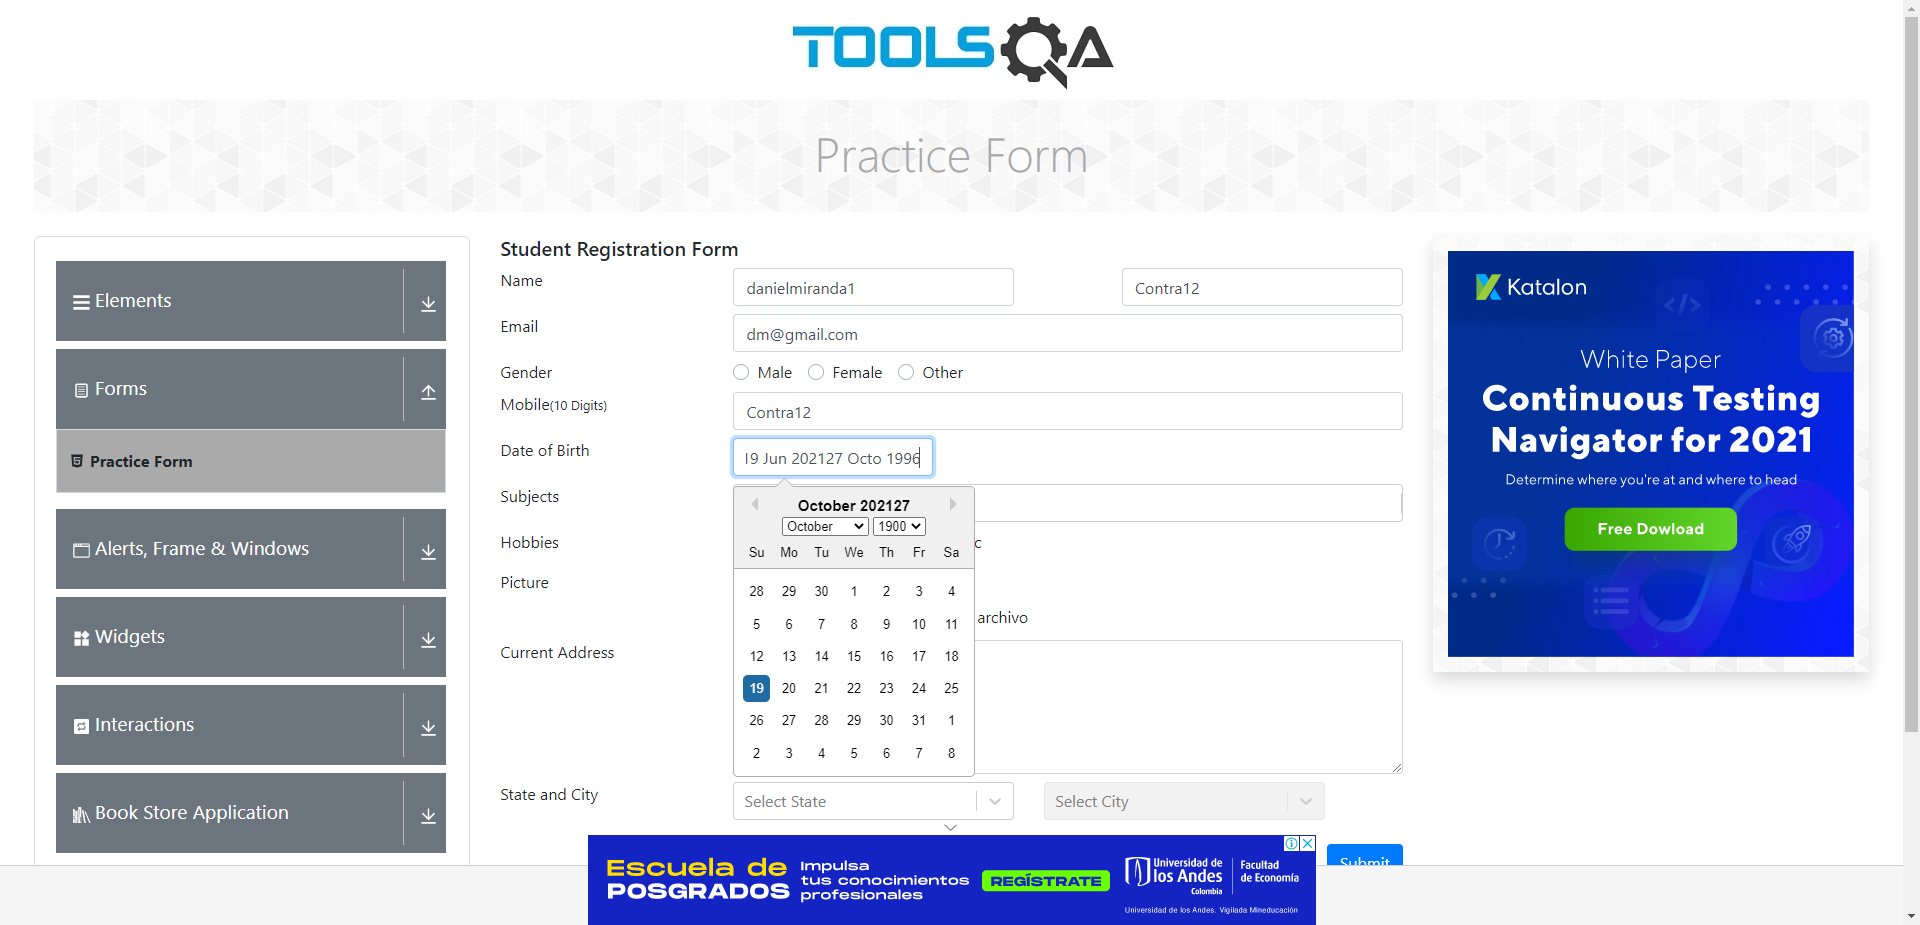 TOOLSQA
Practice Form
Elements
Forms
Practice Form
Alerts, Frame & Windows
Widgets
Interactions
Book Store Application
Student Registration Form
Name
danielmiranda1
Contra12
Email
dm@gmail.com
Gender
Male
Female
Other
Mobile(10 Digits)
Contra12
Date of Birth
19 Jun 202127 Octo 1996
October 202127
October
1900
Su Mo Tu We Th Fr Sa
28 29 30 1 2 3 4
5 6 7 8 9 10 11
12 13 14 15 16 17 18
19 20 21 22 23 24 25
26 27 28 29 30 31 1
2 3 4 5 6 7 8
Subjects
Hobbies
c
Picture
archivo
Current Address
State and City
Select State
Select City
Submit
Katalon
White Paper
Continuous Testing
Navigator for 2021
Determine where you're at and where to head
Free Dowload
Escuela de
POSGRADOS
Impulsa
tus conocimientos
profesionales
REGÍSTRATE
Universidad de
los Andes
Colombia
Facultad
de Economía
Universidad de los Andes. Vigilada Mineducación